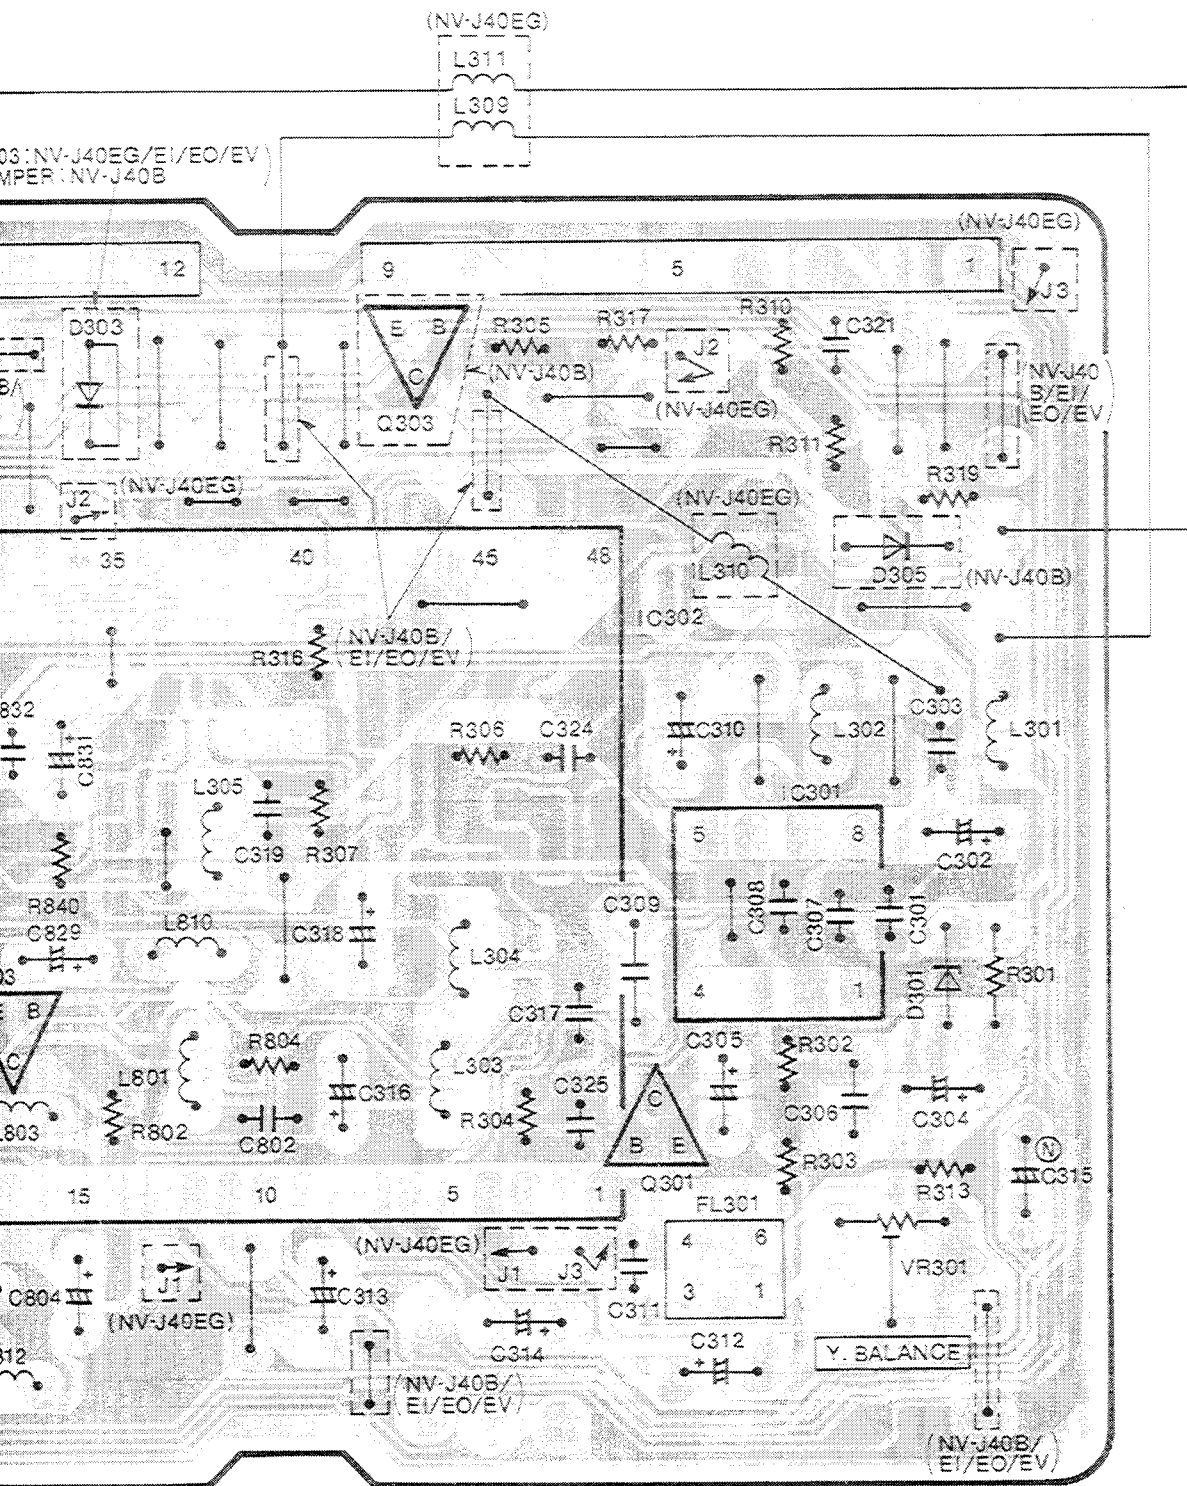 (NV-J40EG)
L311
L309
03:NV-J40EG/EI/EO/EV)
MPER:NV-J40B
(NV-J40EG)
12
9
5
1
J3
D303
E B
C
Q303
R305
R317
R310
C321
J2
(NV-J40B)
(NV-J40EG)
NV-J40
B/EI/
EO/EV
B/
R311
R319
J2
(NV-J40EG)
(NV-J40EG)
35
40
45
48
L310
D305
(NV-J40B)
IC302
R316
(NV-J40B/
EI/EO/EV)
832
C831
R306
C324
C310
L302
C303
L301
L305
IC301
5
8
C319
R307
C302
R840
C829
L810
C318
L304
C309
C308
C307
C301
03
E B
C
C317
4
1
D301
R301
R804
L801
C316
L303
C325
C305
R302
C306
C304
L803
R802
C802
R304
C
B E
Q301
R303
R313
N
C315
15
10
5
1
FL301
(NV-J40EG)
J1
J1
J3
4
6
3
1
VR301
C804
(NV-J40EG)
C313
C311
C314
C312
Y. BALANCE
312
(NV-J40B/
EI/EO/EV)
(NV-J40B/
EI/EO/EV)